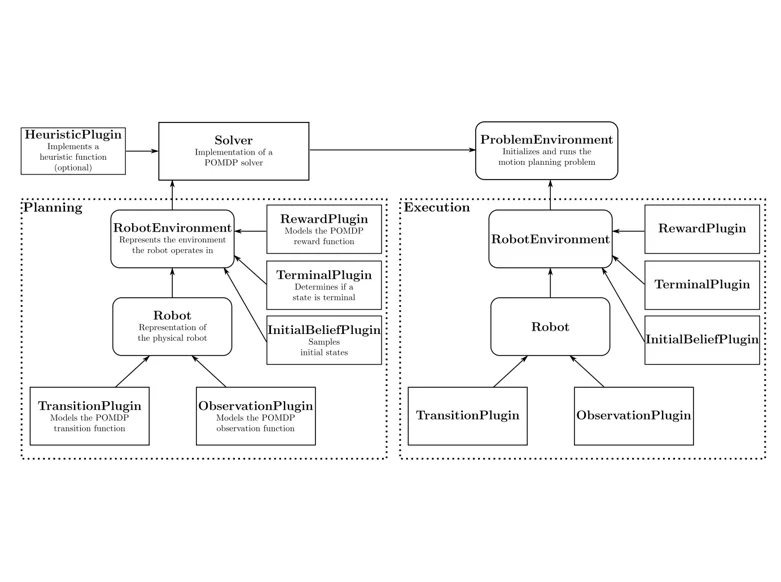 HeuristicPlugin
Implements a
heuristic function
(optional)
Solver
Implementation of a
POMDP solver
ProblemEnvironment
Initializes and runs the
motion planning problem
Planning
RobotEnvironment
Represents the environment
the robot operates in
RewardPlugin
Models the POMDP
reward function
TerminalPlugin
Determines if a
state is terminal
InitialBeliefPlugin
Samples
initial states
Robot
Representation of
the physical robot
TransitionPlugin
Models the POMDP
transition function
ObservationPlugin
Models the POMDP
observation function
Execution
RobotEnvironment
RewardPlugin
TerminalPlugin
InitialBeliefPlugin
Robot
TransitionPlugin
ObservationPlugin